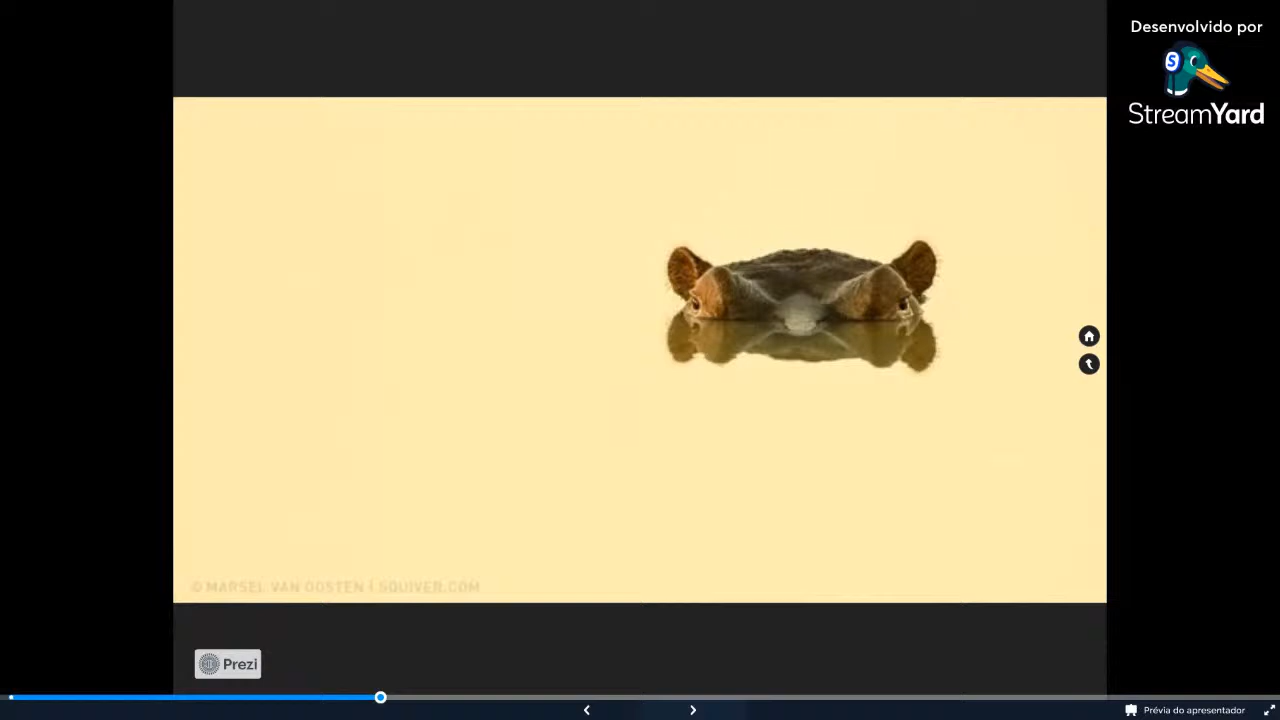 Desenvolvido por
StreamYard
© MARSEL VAN OOSTEN | SQUIVER.COM
Prezi
Prévia do apresentador